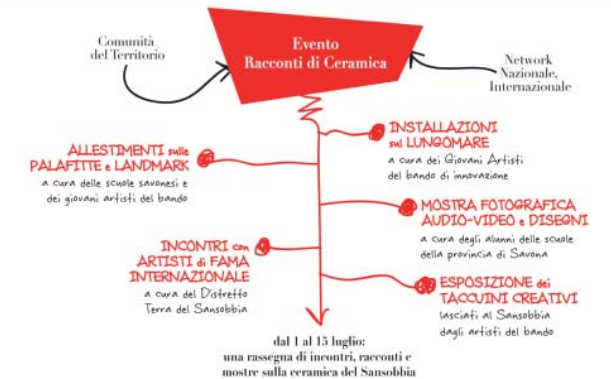 Comunità
del Territorio
Evento
Racconti di Ceramica
Network
Nazionale,
Internazionale
INSTALLAZIONI
sul LUNGOMARE
a cura dei Giovani Artisti
del bando di innovazione
ALLESTIMENTI sulle
PALAFITTE e LANDMARK
a cura delle scuole savonesi e
dei giovani artisti del bando
MOSTRA FOTOGRAFICA
AUDIO-VIDEO e DISEGNI
a cura degli alunni delle scuole
della provincia di Savona
INCONTRI con
ARTISTI di FAMA
INTERNAZIONALE
a cura del Distretto
Terra del Sansobbia
ESPOSIZIONE dei
TACCUINI CREATIVI
lasciati al Sansobbia
dagli artisti del bando
dal 1 al 15 luglio:
una rassegna di incontri, racconti e
mostre sulla ceramica del Sansobbia